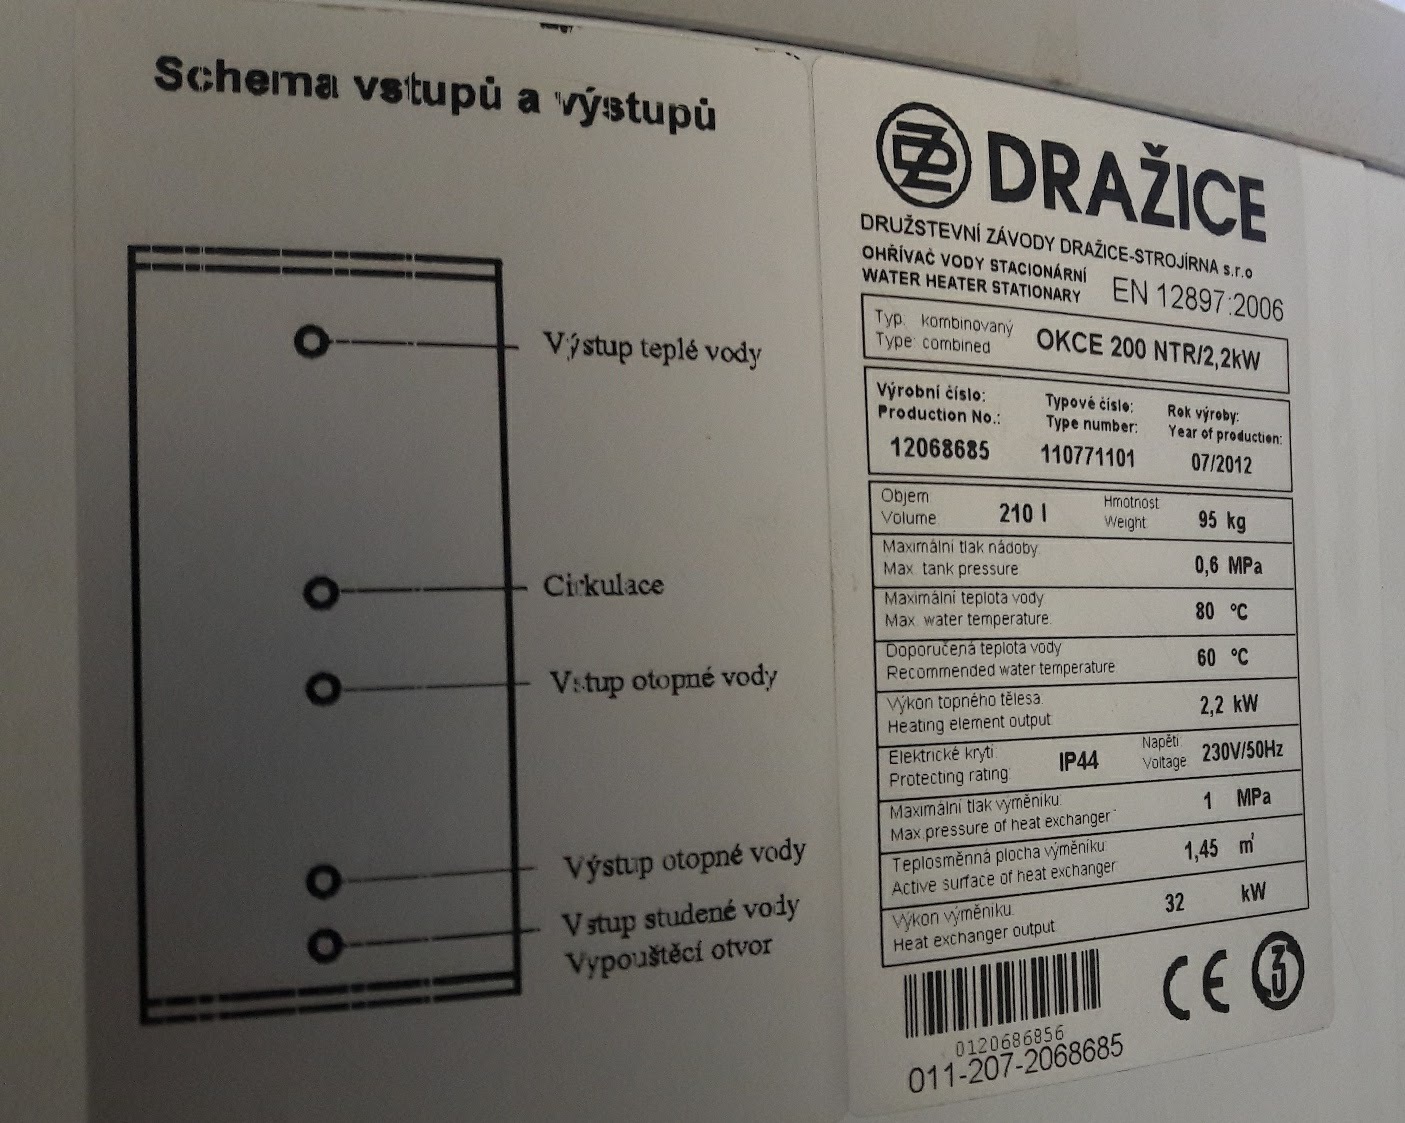 Schema vstupů a výstupů
Výstup teplé vody
Cirkulace
Vstup otopné vody
Výstup otopné vody
Vstup studené vody
Vypouštěcí otvor
DRAŽICE
DRUŽSTEVNÍ ZÁVODY DRAŽICE-STROJÍRNA s.r.o
OHŘÍVAČ VODY STACIONÁRNÍ
WATER HEATER STATIONARY EN 12897:2006
Typ: kombinovaný
Type: combined OKCE 200 NTR/2,2kW
Výrobní číslo: Typové číslo: Rok výroby:
Production No.: Type number: Year of production:
12068685 110771101 07/2012
Objem Hmotnost
Volume 210 l Weight 95 kg
Maximální tlak nádoby
Max. tank pressure 0,6 MPa
Maximální teplota vody
Max. water temperature 80 °C
Doporučená teplota vody
Recommended water temperature 60 °C
Výkon topného tělesa
Heating element output 2,2 kW
Elektrické krytí: Napětí
Protecting rating: IP44 Voltage 230V/50Hz
Maximální tlak výměníku:
Max pressure of heat exchanger 1 MPa
Teplosměnná plocha výměníku:
Active surface of heat exchanger 1,45 m²
Výkon výměníku:
Heat exchanger output 32 kW
CE
0120686856
011-207-2068685